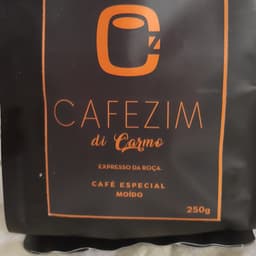 CAFEZIM
di Carmo
EXPRESSO DA ROÇA.
CAFÉ ESPECIAL
MOÍDO
250g